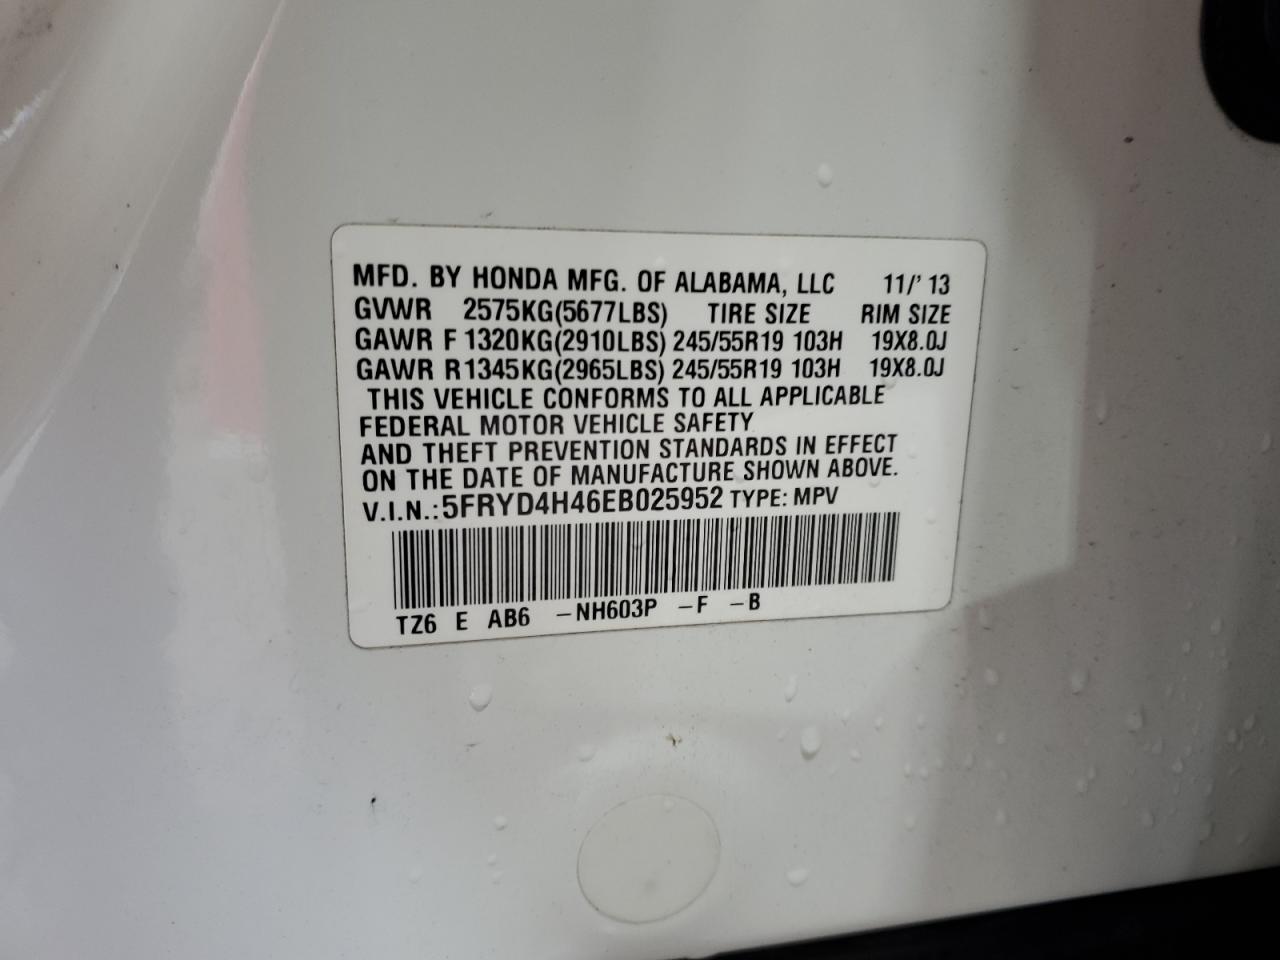 MFD. BY HONDA MFG. OF ALABAMA, LLC 11/' 13
GVWR 2575KG(5677LBS) TIRE SIZE RIM SIZE
GAWR F 1320KG(2910LBS) 245/55R19 103H 19X8.0J
GAWR R 1345KG(2965LBS) 245/55R19 103H 19X8.0J
THIS VEHICLE CONFORMS TO ALL APPLICABLE
FEDERAL MOTOR VEHICLE SAFETY
AND THEFT PREVENTION STANDARDS IN EFFECT
ON THE DATE OF MANUFACTURE SHOWN ABOVE.
V.I.N.: 5FRYD4H46EB025952 TYPE: MPV
TZ6 E AB6 -NH603P -F -B